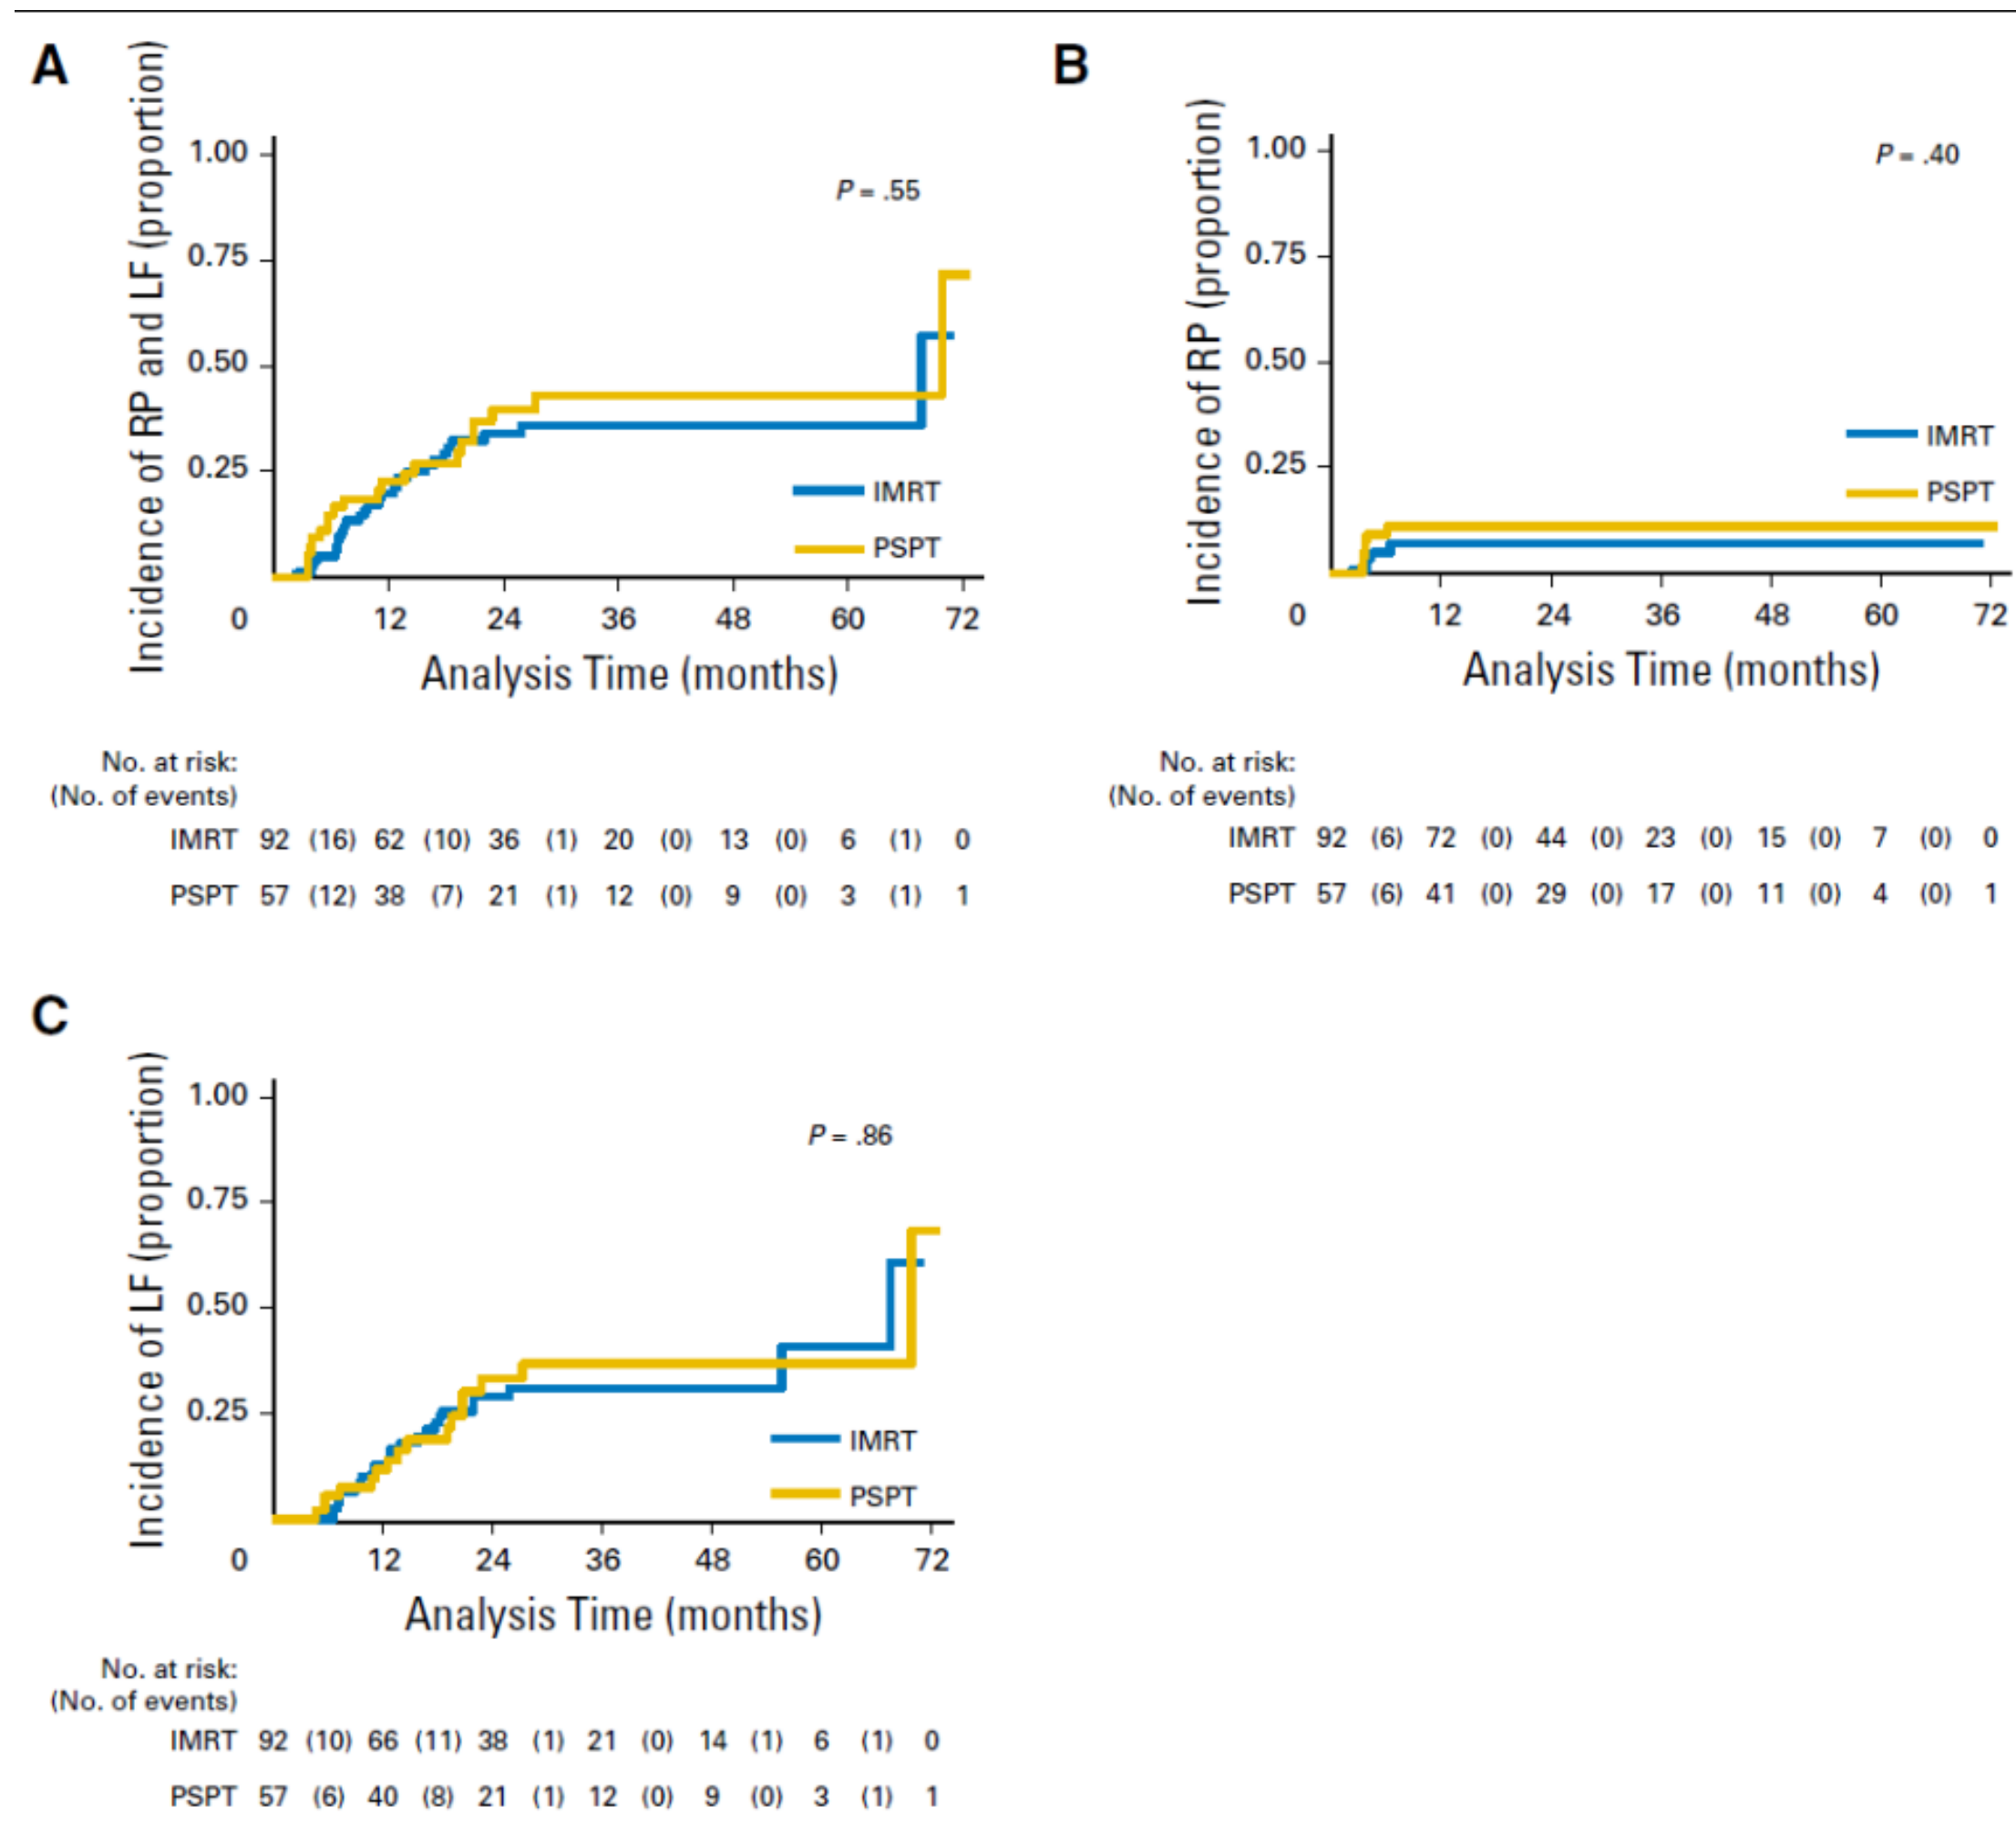 A
Incidence of RP and LF (proportion)
1.00
0.75
0.50
0.25
P = .55
IMRT
PSPT
0 12 24 36 48 60 72
Analysis Time (months)
No. at risk:
(No. of events)
IMRT 92 (16) 62 (10) 36 (1) 20 (0) 13 (0) 6 (1) 0
PSPT 57 (12) 38 (7) 21 (1) 12 (0) 9 (0) 3 (1) 1
B
Incidence of RP (proportion)
1.00
0.75
0.50
0.25
P = .40
IMRT
PSPT
0 12 24 36 48 60 72
Analysis Time (months)
No. at risk:
(No. of events)
IMRT 92 (6) 72 (0) 44 (0) 23 (0) 15 (0) 7 (0) 0
PSPT 57 (6) 41 (0) 29 (0) 17 (0) 11 (0) 4 (0) 1
C
Incidence of LF (proportion)
1.00
0.75
0.50
0.25
P = .86
IMRT
PSPT
0 12 24 36 48 60 72
Analysis Time (months)
No. at risk:
(No. of events)
IMRT 92 (10) 66 (11) 38 (1) 21 (0) 14 (1) 6 (1) 0
PSPT 57 (6) 40 (8) 21 (1) 12 (0) 9 (0) 3 (1) 1